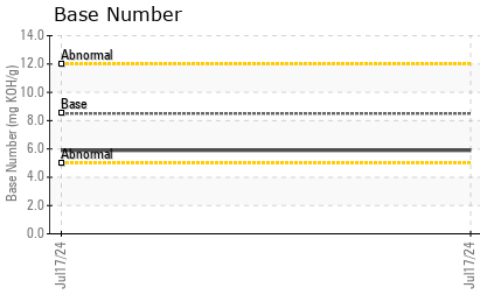 Base Number
Base Number (mg KOH/g)
14.0
12.0
10.0
8.0
6.0
4.0
2.0
0.0
Abnormal
Base
Abnormal
Jul17/24
Jul17/24